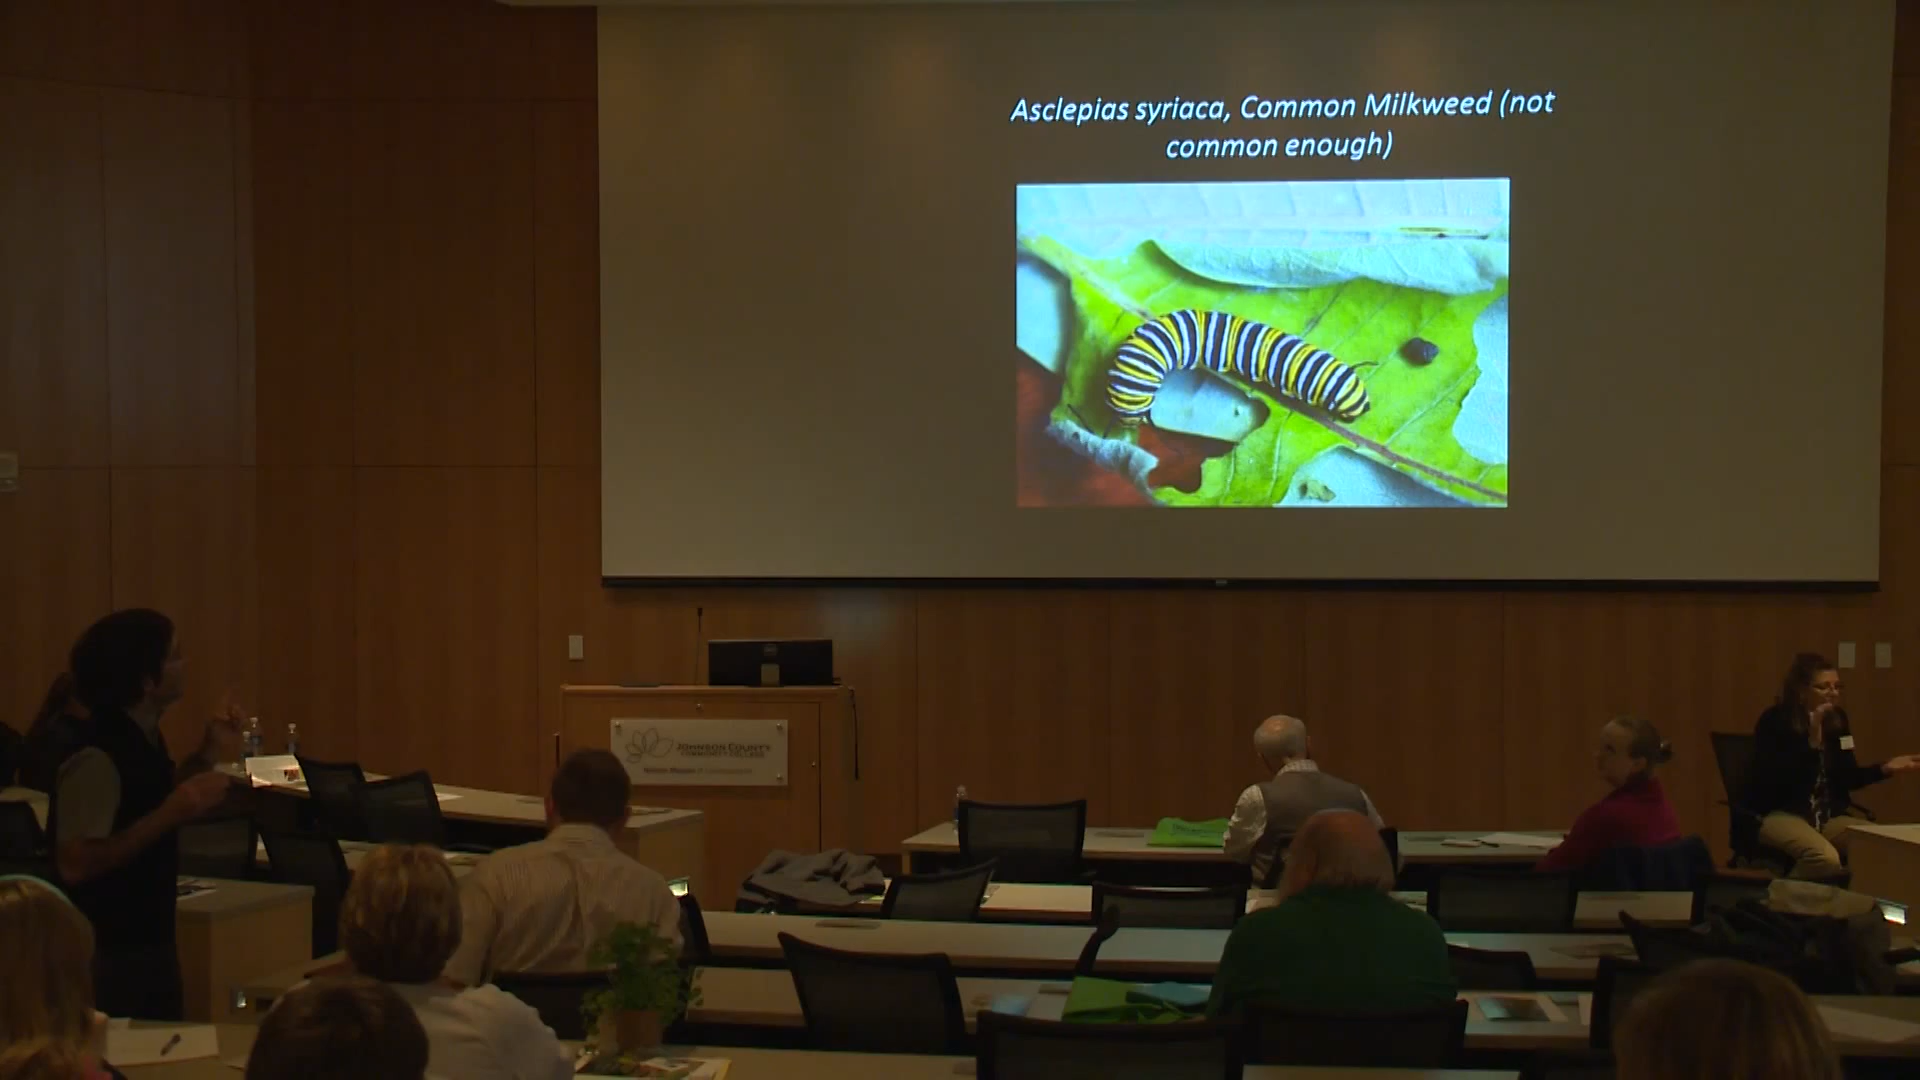 Asclepias syriaca, Common Milkweed (not
common enough)
JOHNSON COUNTY
COMMUNITY COLLEGE